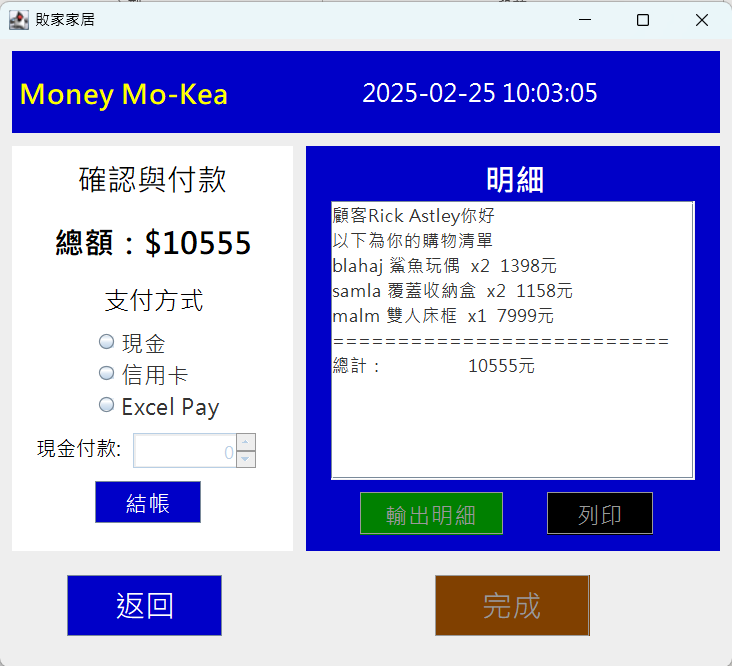 敗家家居
Money Mo-Kea
2025-02-25 10:03:05
確認與付款
總額：$10555
支付方式
現金
信用卡
Excel Pay
現金付款:
0
結帳
明細
顧客Rick Astley你好
以下為你的購物清單
blahaj 鯊魚玩偶 x2 1398元
samla 覆蓋收納盒 x2 1158元
malm 雙人床框 x1 7999元
==========================
總計： 10555元
輸出明細
列印
返回
完成